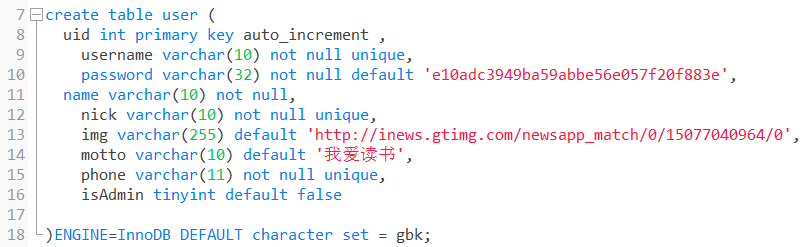 7 create table user (
8 uid int primary key auto_increment ,
9 username varchar(10) not null unique,
10 password varchar(32) not null default 'e10adc3949ba59abbe56e057f20f883e',
11 name varchar(10) not null,
12 nick varchar(10) not null unique,
13 img varchar(255) default 'http://inews.gtimg.com/newsapp_match/0/15077040964/0',
14 motto varchar(10) default '我爱读书',
15 phone varchar(11) not null unique,
16 isAdmin tinyint default false
17
18 )ENGINE=InnoDB DEFAULT character set = gbk;